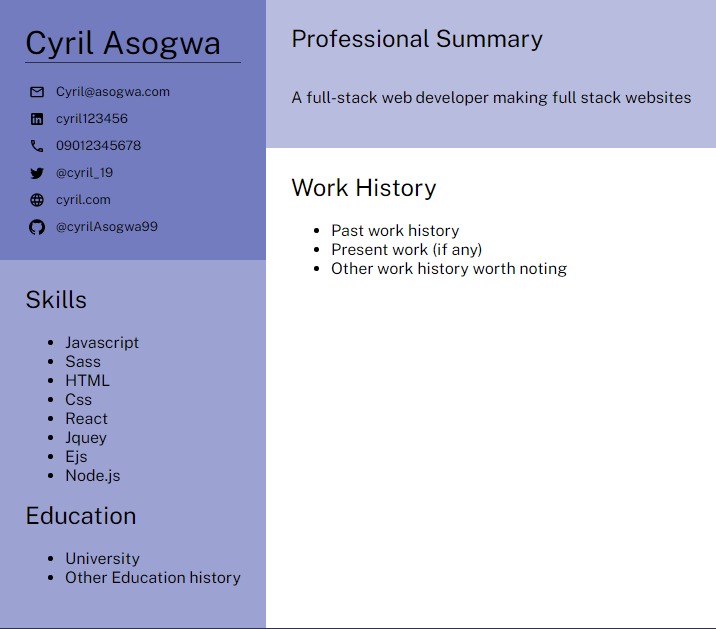 Cyril Asogwa
Cyril@asogwa.com
cyril123456
09012345678
@cyril_19
cyril.com
@cyrilAsogwa99
Skills
Javascript
Sass
HTML
Css
React
Jquey
Ejs
Node.js
Education
University
Other Education history
Professional Summary
A full-stack web developer making full stack websites
Work History
Past work history
Present work (if any)
Other work history worth noting